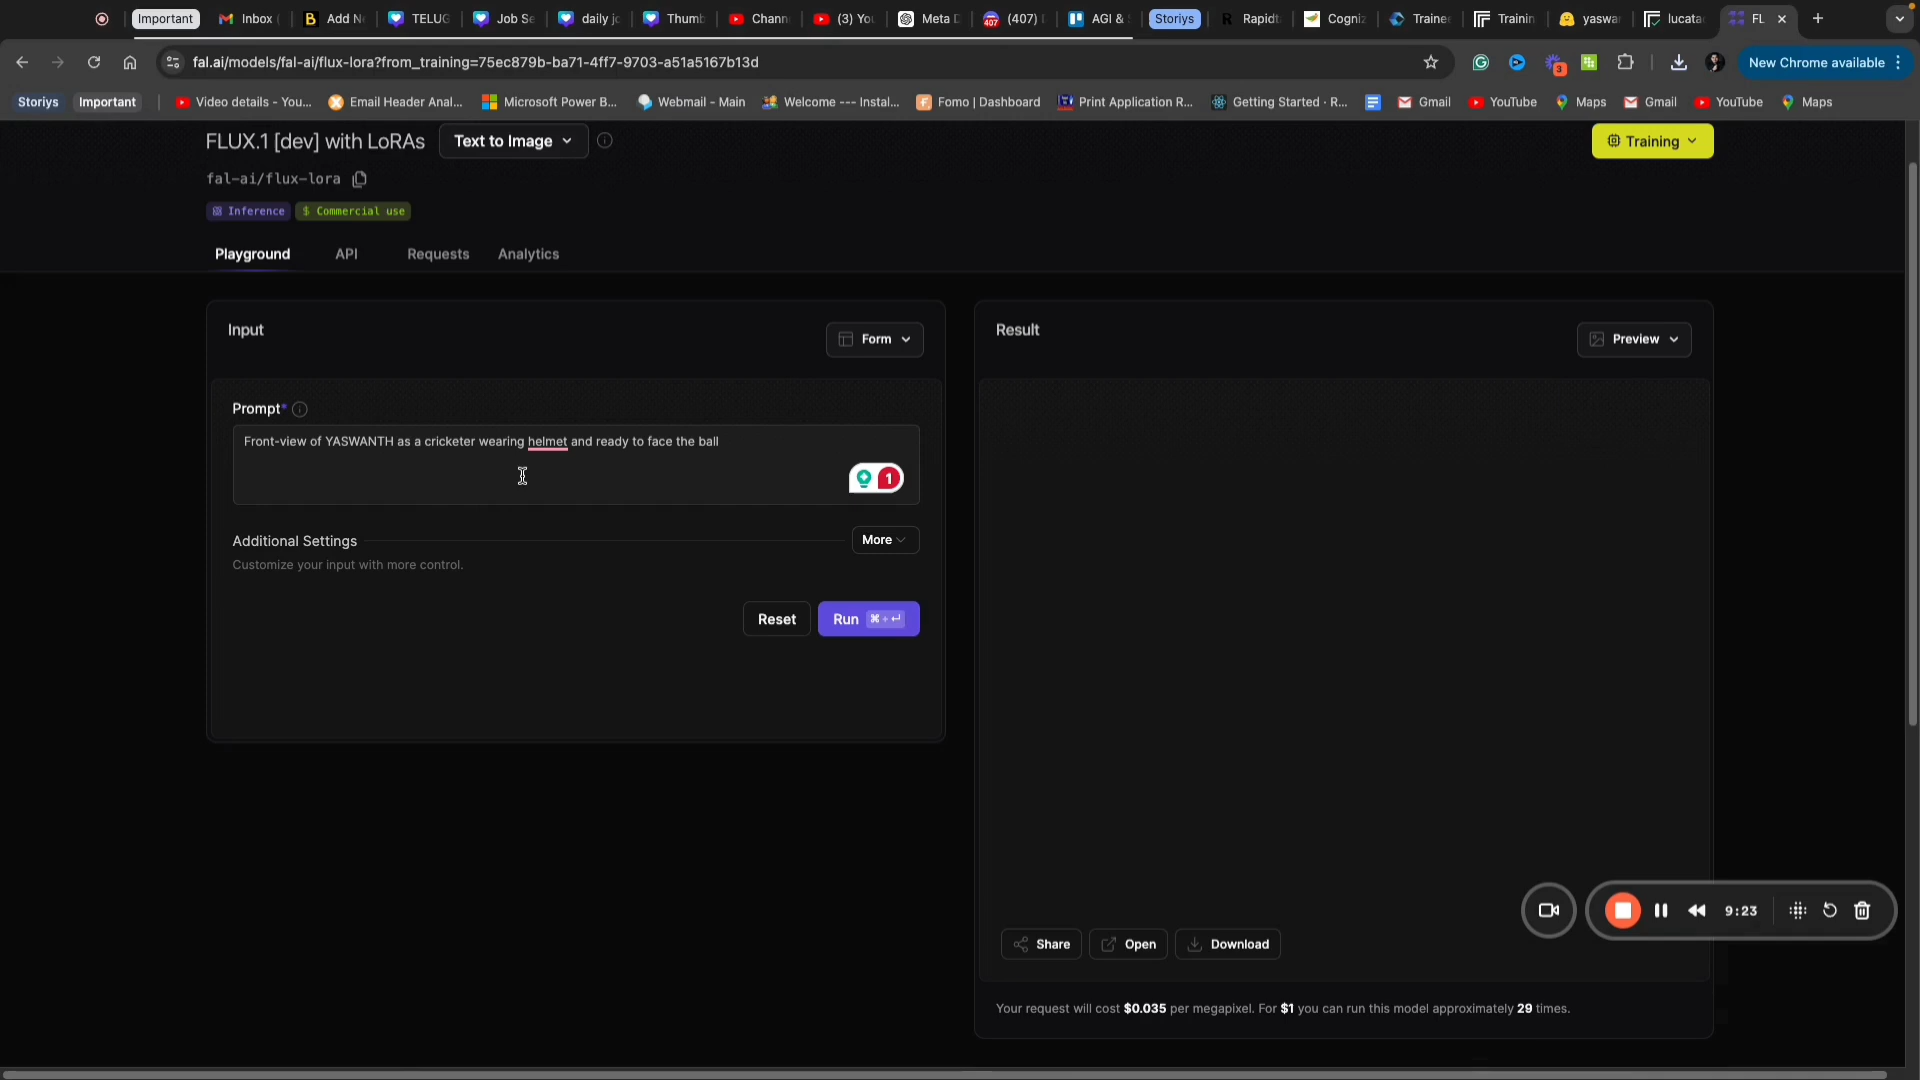 Important
Inbox
Add N
TELUG
Job Se
daily jo
Thumb
Chann
(3) You
Meta D
(407)
AGI &
Storiys
Rapidt
Cogniz
Trainee
Trainin
yaswa
lucata
FL
fal.ai/models/fal-ai/flux-lora?from_training=75ec879b-ba71-4ff7-9703-a51a5167b13d
3
New Chrome available
Storiys
Important
Video details - You...
Email Header Anal...
Microsoft Power B...
Webmail - Main
Welcome --- Instal...
Fomo | Dashboard
Print Application R...
Getting Started · R...
Gmail
YouTube
Maps
Gmail
YouTube
Maps
FLUX.1 [dev] with LoRAs
Text to Image
Training
fal-ai/flux-lora
Inference
$ Commercial use
Playground
API
Requests
Analytics
Input
Form
Result
Preview
Prompt*
Front-view of YASWANTH as a cricketer wearing helmet and ready to face the ball
1
Additional Settings
More
Customize your input with more control.
Reset
Run ⌘+↵
9:23
Share
Open
Download
Your request will cost $0.035 per megapixel. For $1 you can run this model approximately 29 times.